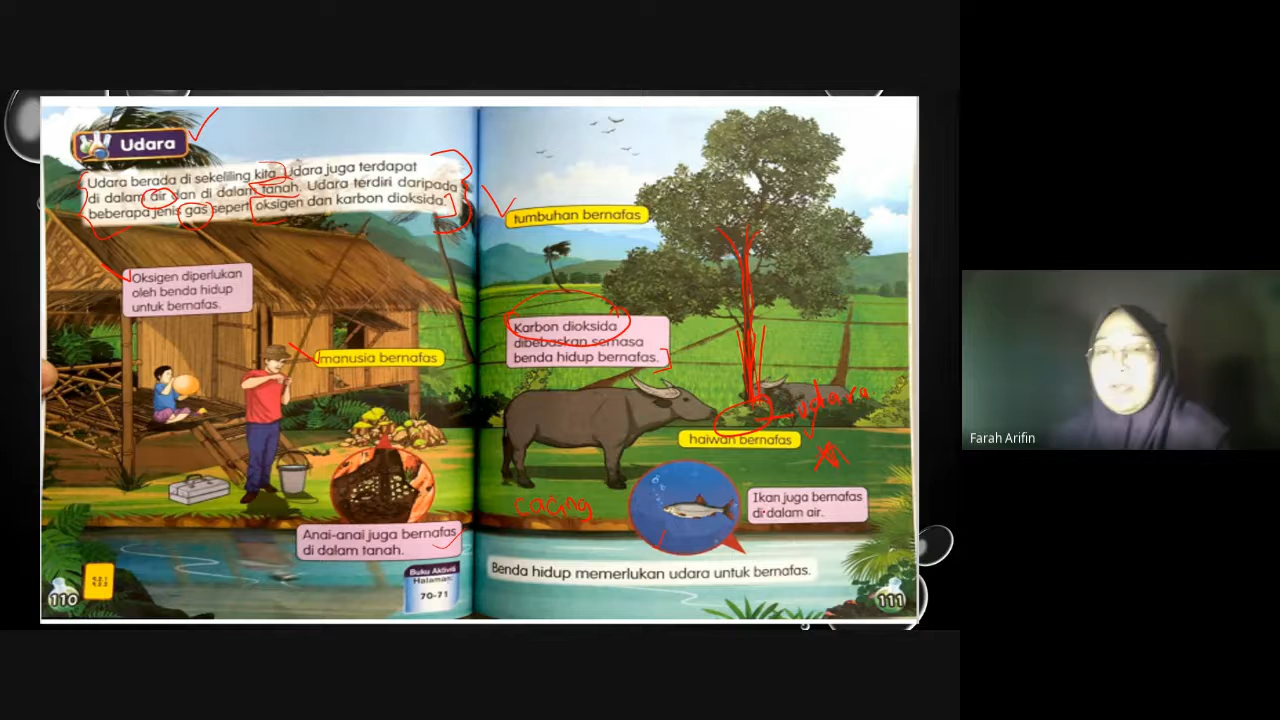 Udara
Udara berada di sekeliling kita. Udara juga terdapat
di dalam air dan di dalam tanah. Udara terdiri daripada
beberapa jenis gas seperti oksigen dan karbon dioksida.
Oksigen diperlukan
oleh benda hidup
untuk bernafas.
manusia bernafas
Anai-anai juga bernafas
di dalam tanah.
Buku Aktiviti
Halaman:
70-71
110
tumbuhan bernafas
Karbon dioksida
dibebaskan semasa
benda hidup bernafas.
udara
haiwan bernafas
cacing
Ikan juga bernafas
di dalam air.
Benda hidup memerlukan udara untuk bernafas.
111
Farah Arifin